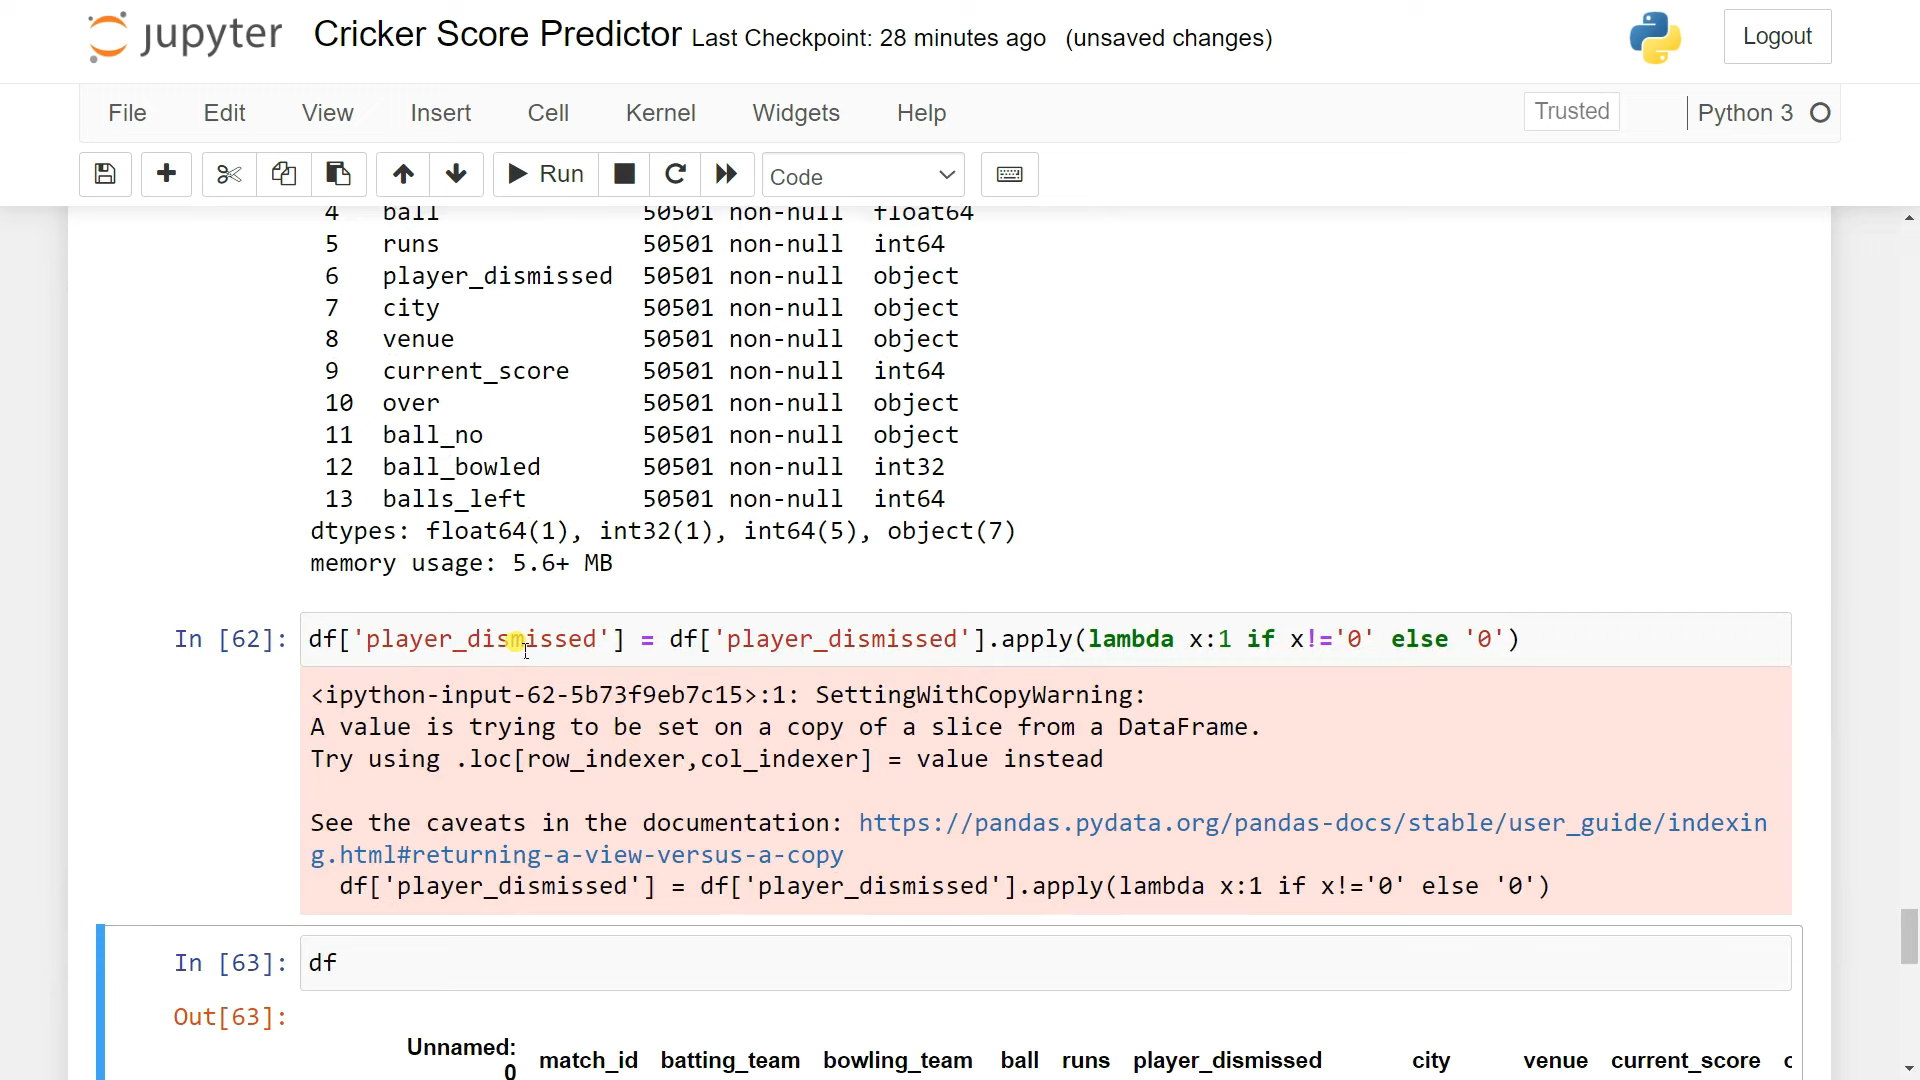 jupyter Cricker Score Predictor Last Checkpoint: 28 minutes ago (unsaved changes) Logout
File Edit View Insert Cell Kernel Widgets Help Trusted Python 3
Run Code
4 ball 50501 non-null float64
5 runs 50501 non-null int64
6 player_dismissed 50501 non-null object
7 city 50501 non-null object
8 venue 50501 non-null object
9 current_score 50501 non-null int64
10 over 50501 non-null object
11 ball_no 50501 non-null object
12 ball_bowled 50501 non-null int32
13 balls_left 50501 non-null int64
dtypes: float64(1), int32(1), int64(5), object(7)
memory usage: 5.6+ MB
In [62]: df['player_dismissed'] = df['player_dismissed'].apply(lambda x:1 if x!='0' else '0')
<ipython-input-62-5b73f9eb7c15>:1: SettingWithCopyWarning:
A value is trying to be set on a copy of a slice from a DataFrame.
Try using .loc[row_indexer,col_indexer] = value instead
See the caveats in the documentation: https://pandas.pydata.org/pandas-docs/stable/user_guide/indexin
g.html#returning-a-view-versus-a-copy
df['player_dismissed'] = df['player_dismissed'].apply(lambda x:1 if x!='0' else '0')
In [63]: df
Out[63]:
Unnamed:
0 match_id batting_team bowling_team ball runs player_dismissed city venue current_score